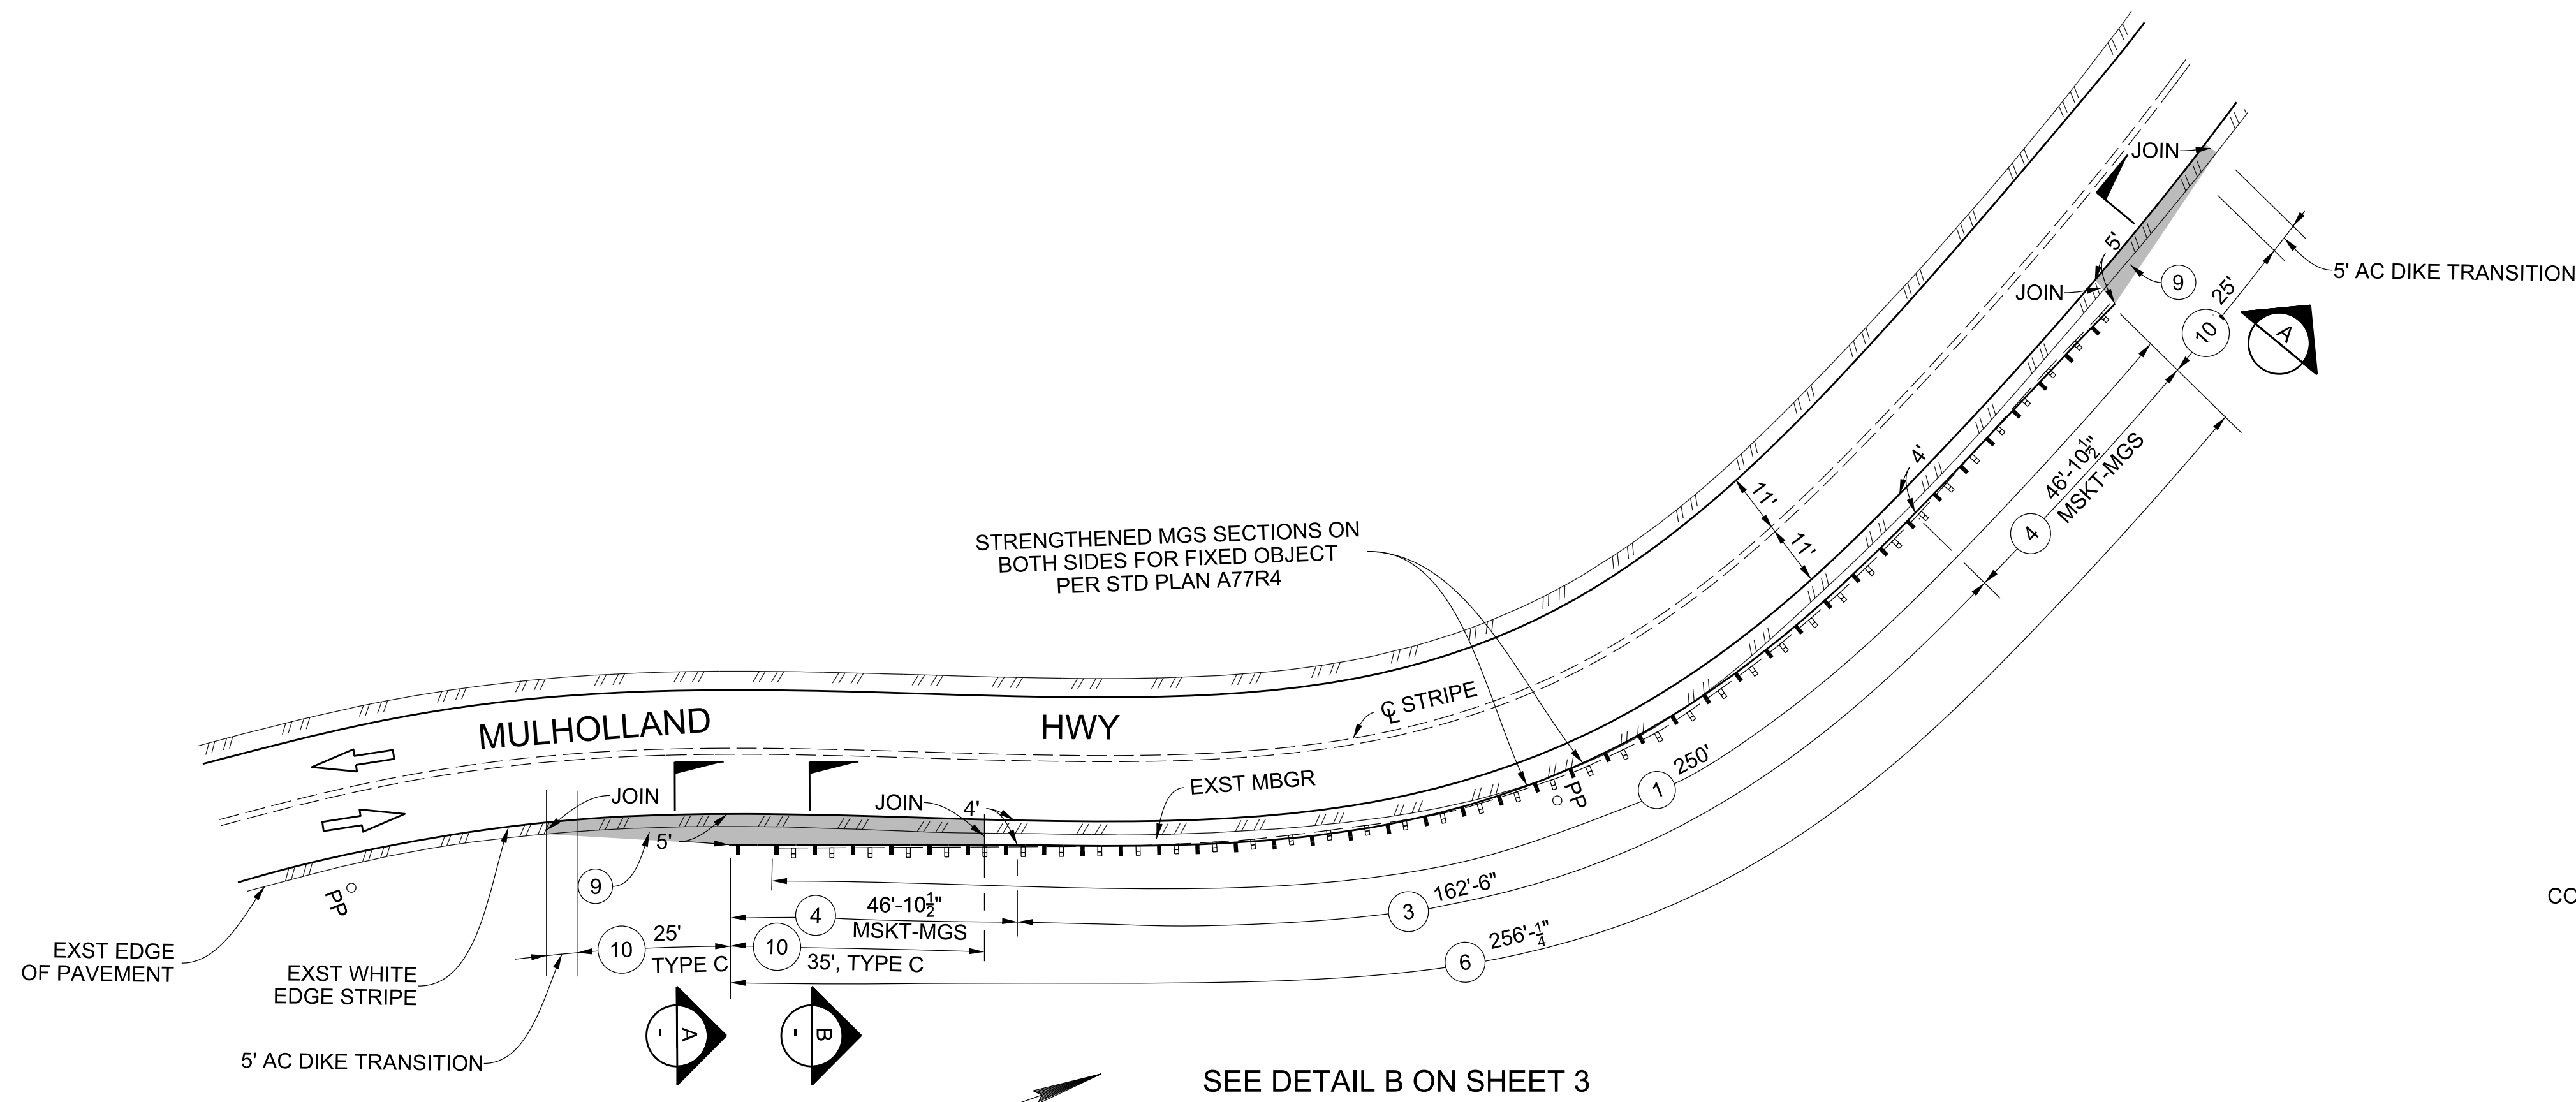 JOIN
5'
JOIN
9
5' AC DIKE TRANSITION
25'
10
A
4'
46'-10½"
MSKT-MGS
4
11'
11'
STRENGTHENED MGS SECTIONS ON
BOTH SIDES FOR FIXED OBJECT
PER STD PLAN A77R4
℄ STRIPE
MULHOLLAND
HWY
EXST MBGR
JOIN
JOIN
4'
5'
PP
1
250'
9
PP
4
46'-10½"
MSKT-MGS
3
162'-6"
10
25'
TYPE C
10
35', TYPE C
6
256'-¼"
EXST EDGE
OF PAVEMENT
EXST WHITE
EDGE STRIPE
CO
A
-
B
-
5' AC DIKE TRANSITION
SEE DETAIL B ON SHEET 3